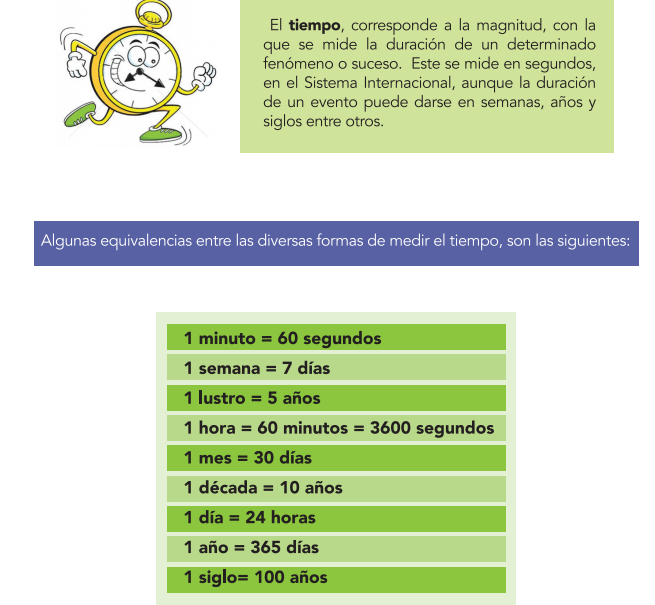 El tiempo, corresponde a la magnitud, con la
que se mide la duración de un determinado
fenómeno o suceso. Este se mide en segundos,
en el Sistema Internacional, aunque la duración
de un evento puede darse en semanas, años y
siglos entre otros.
Algunas equivalencias entre las diversas formas de medir el tiempo, son las siguientes:
1 minuto = 60 segundos
1 semana = 7 días
1 lustro = 5 años
1 hora = 60 minutos = 3600 segundos
1 mes = 30 días
1 década = 10 años
1 día = 24 horas
1 año = 365 días
1 siglo= 100 años